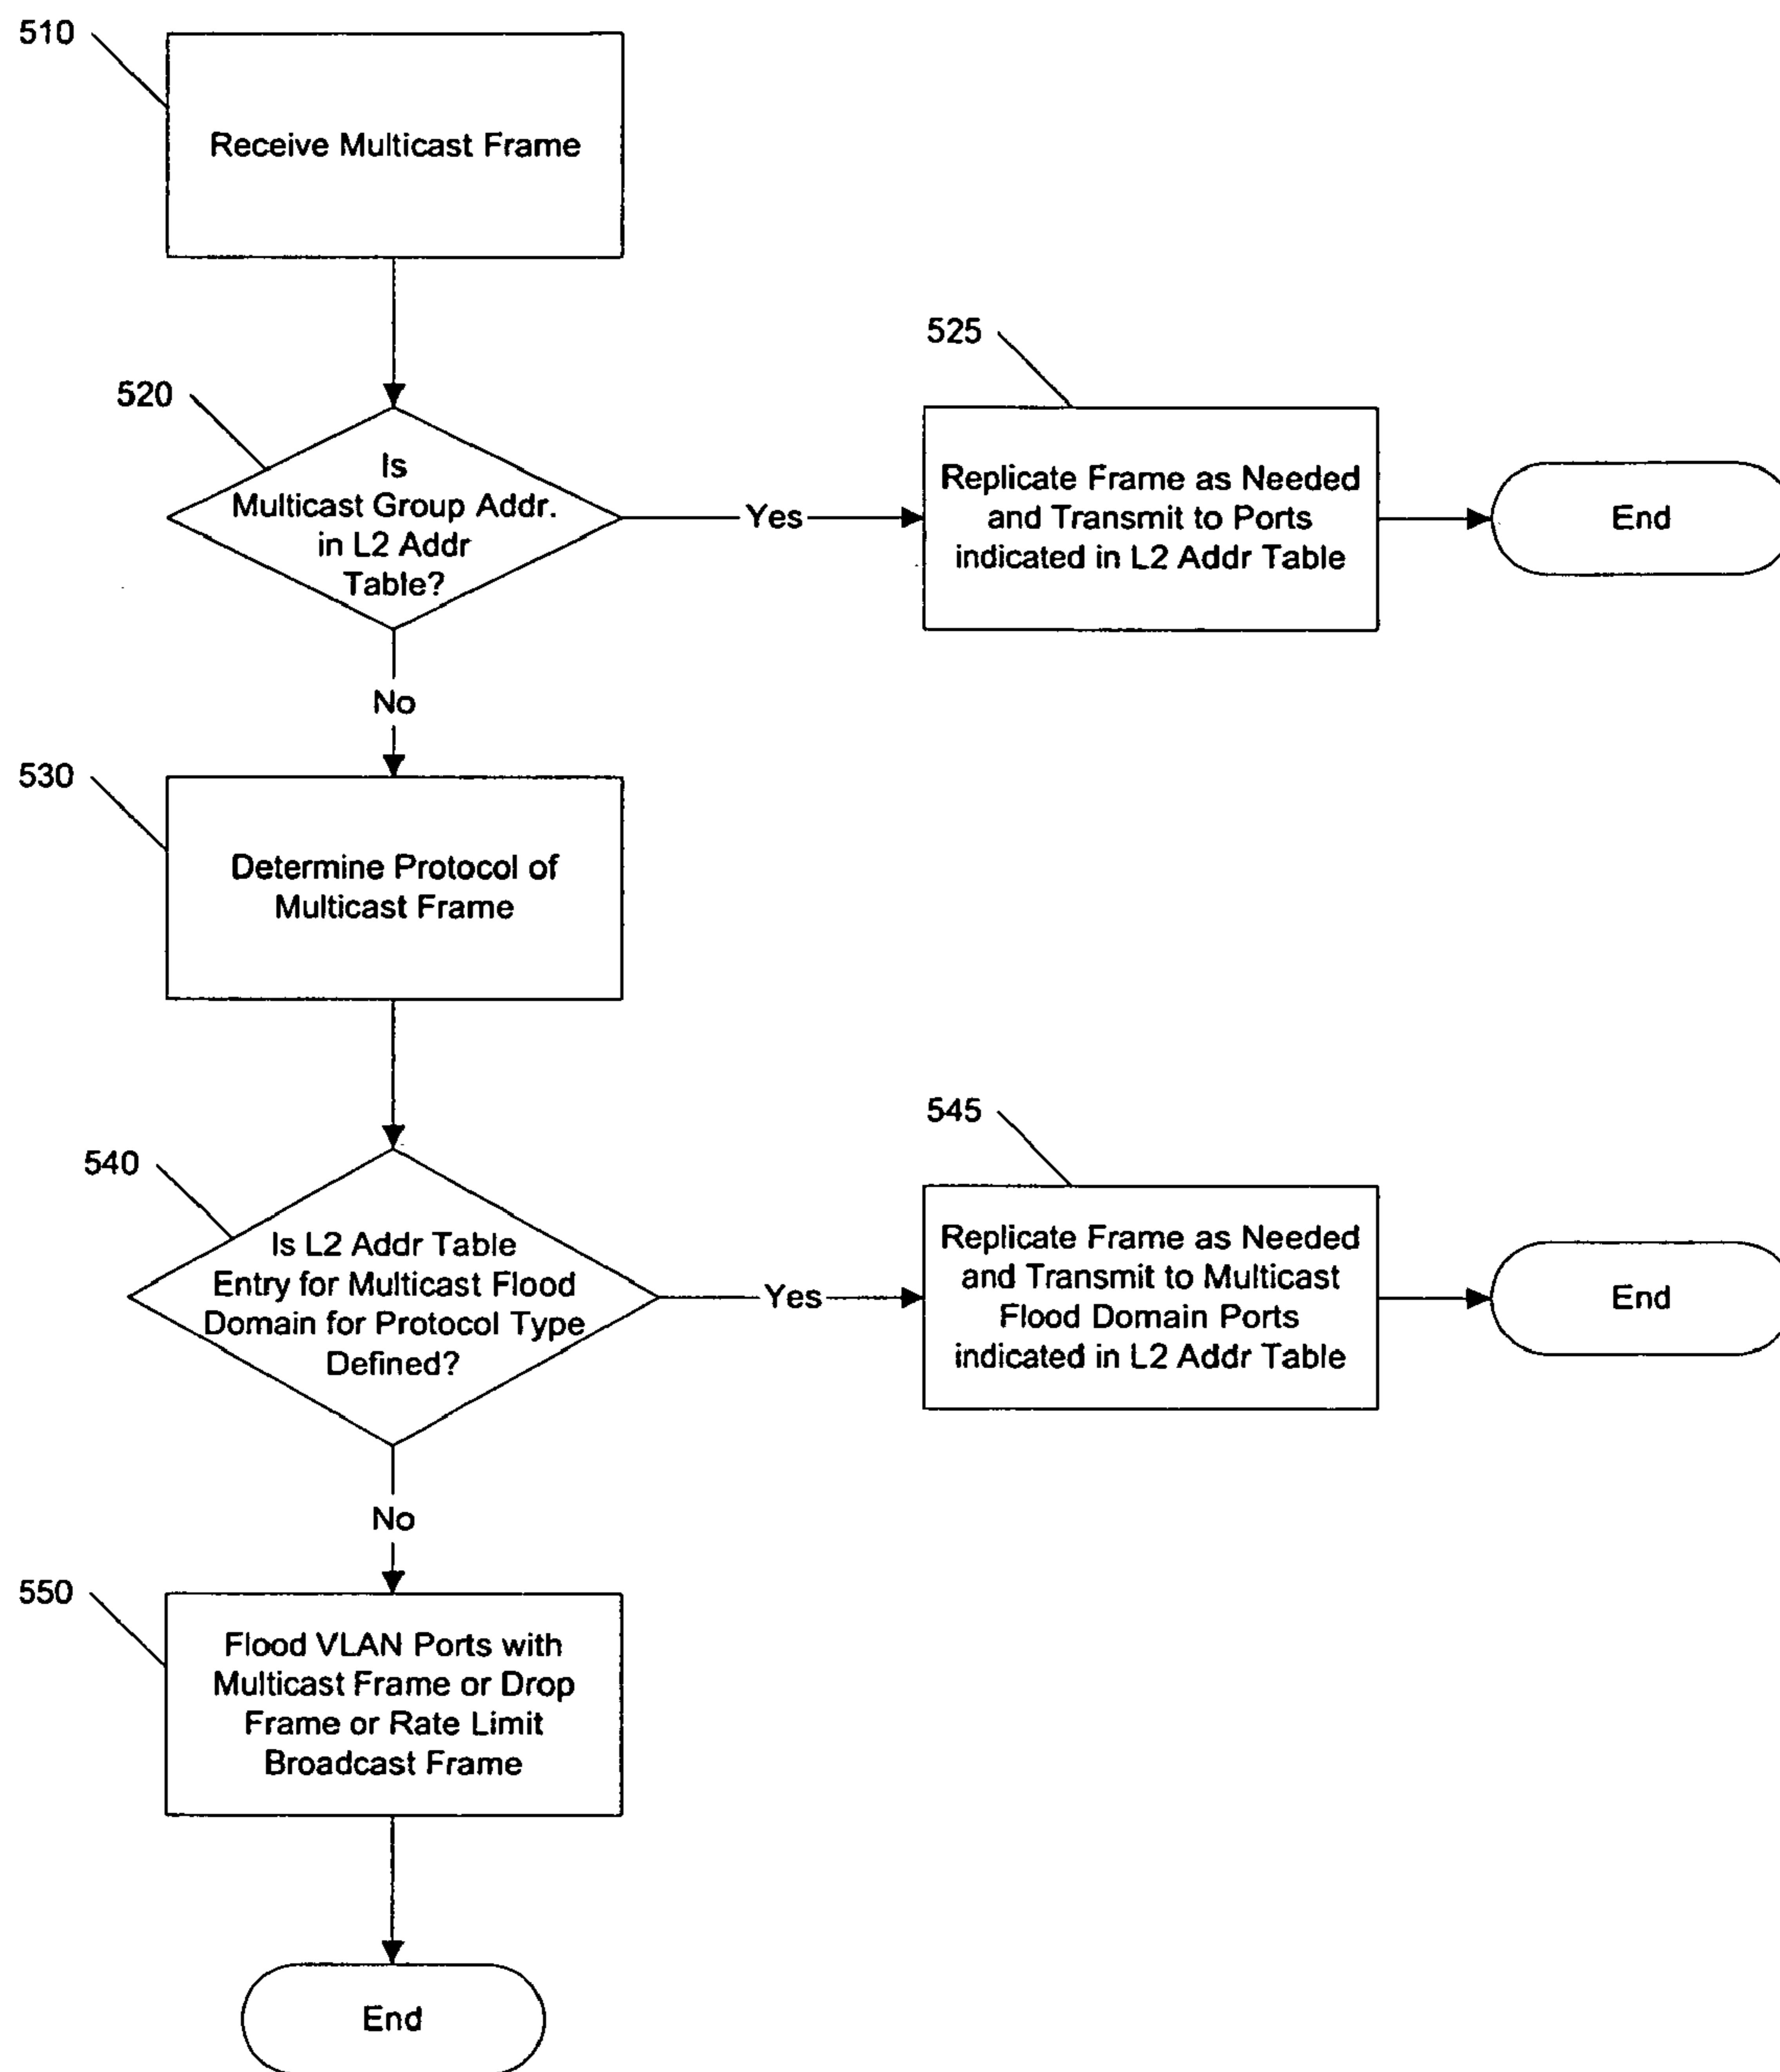 510
Receive Multicast Frame
520
Is
Multicast Group Addr.
in L2 Addr
Table?
Yes
525
Replicate Frame as Needed
and Transmit to Ports
indicated in L2 Addr Table
End
No
530
Determine Protocol of
Multicast Frame
540
Is L2 Addr Table
Entry for Multicast Flood
Domain for Protocol Type
Defined?
Yes
545
Replicate Frame as Needed
and Transmit to Multicast
Flood Domain Ports
indicated in L2 Addr Table
End
No
550
Flood VLAN Ports with
Multicast Frame or Drop
Frame or Rate Limit
Broadcast Frame
End